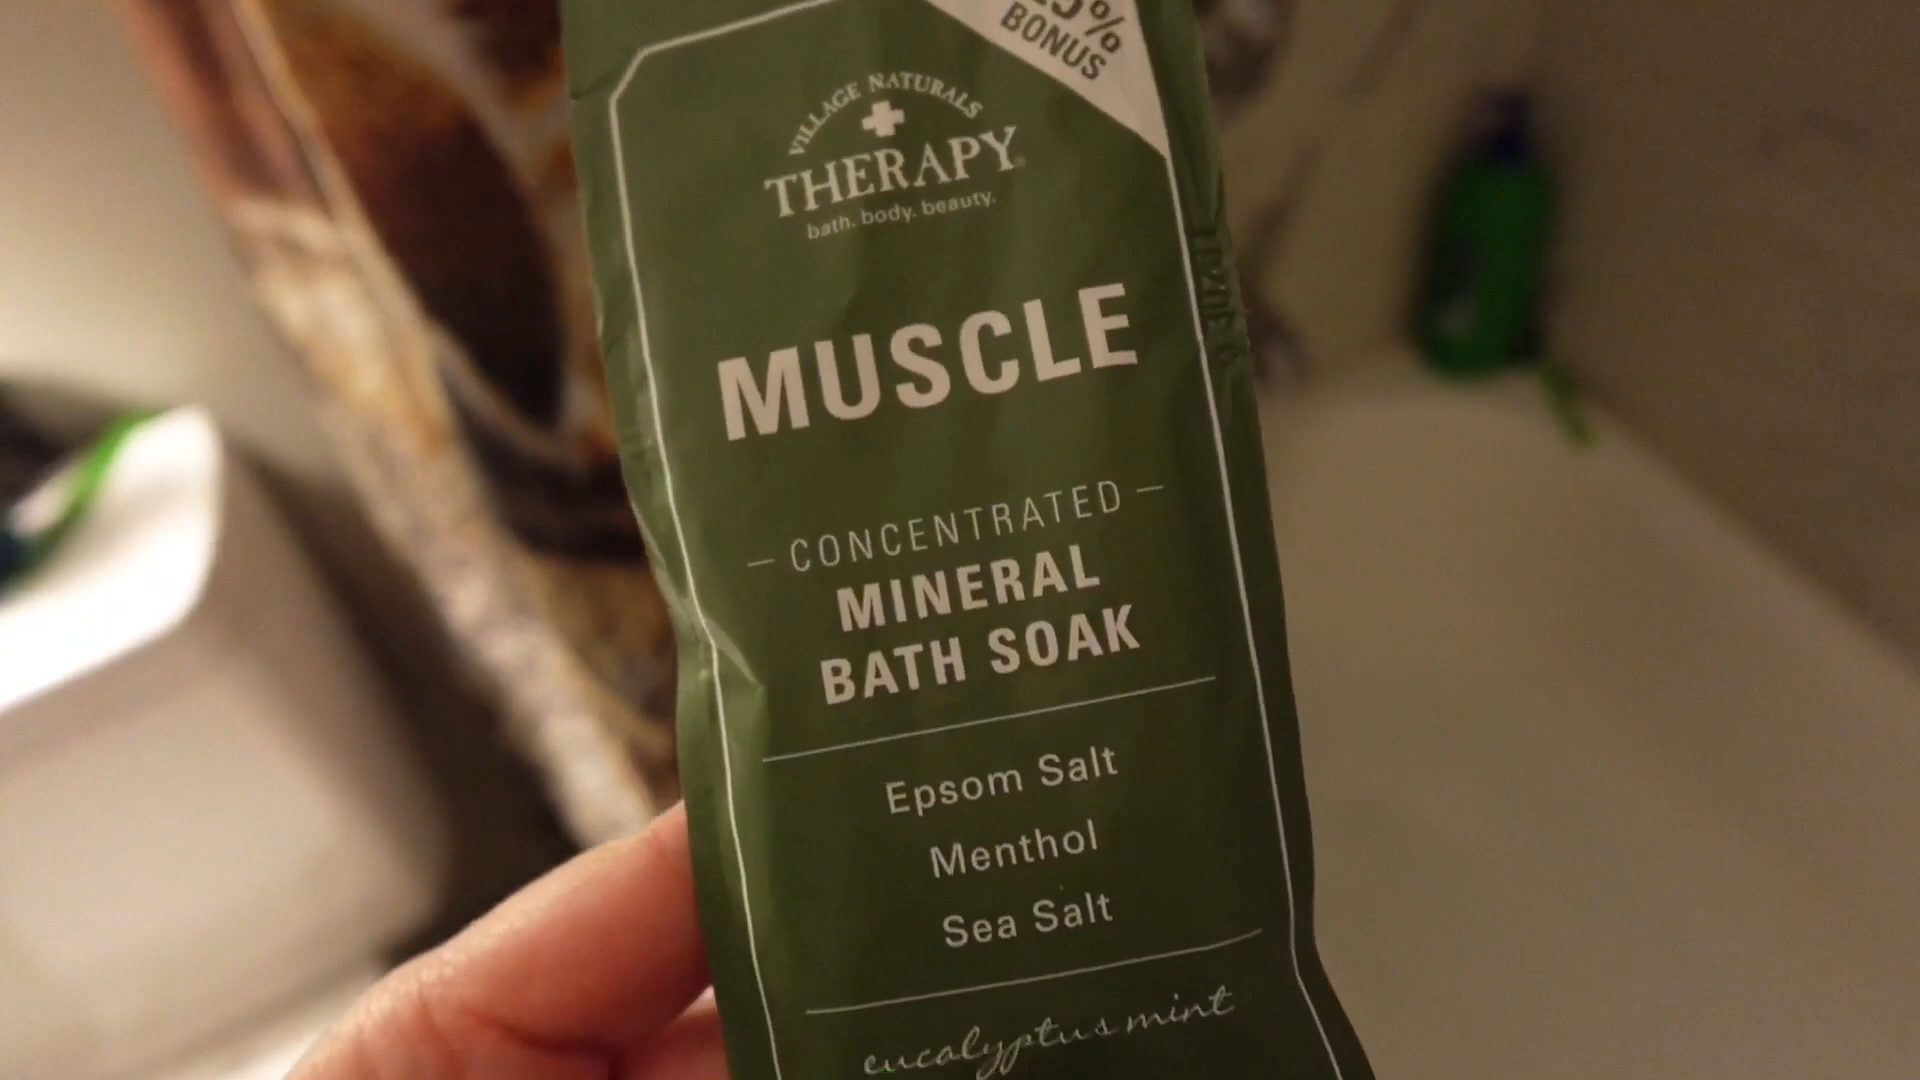 BONUS
VILLAGE NATURALS
THERAPY®
bath. body. beauty.
MUSCLE
— CONCENTRATED —
MINERAL
BATH SOAK
Epsom Salt
Menthol
Sea Salt
eucalyptus mint